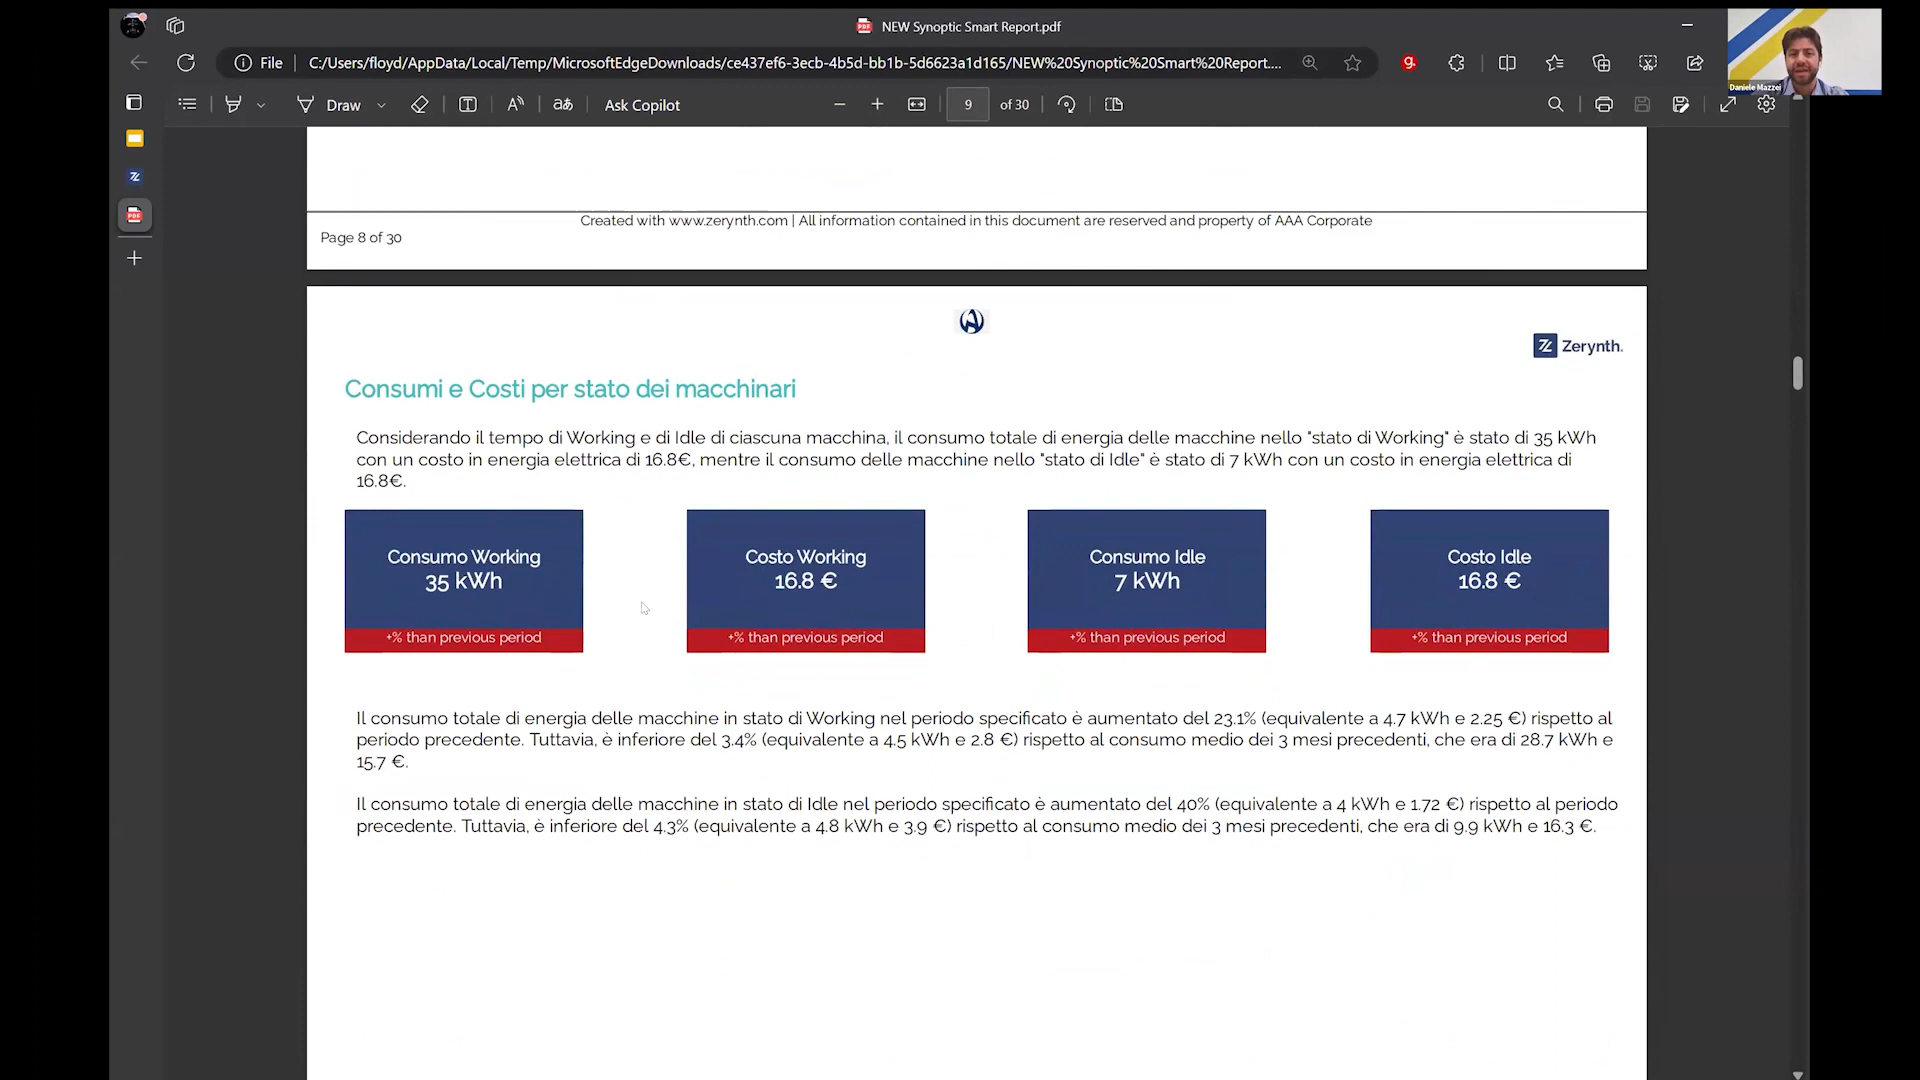 NEW Synoptic Smart Report.pdf
File
C:/Users/floyd/AppData/Local/Temp/MicrosoftEdgeDownloads/ce437ef6-3ecb-4b5d-bb1b-5d6623a1d165/NEW%20Synoptic%20Smart%20Report....
Daniele Mazzei
Draw
Ask Copilot
9
of 30
Created with www.zerynth.com | All information contained in this document are reserved and property of AAA Corporate
Page 8 of 30
Zerynth.
Consumi e Costi per stato dei macchinari
Considerando il tempo di Working e di Idle di ciascuna macchina, il consumo totale di energia delle macchine nello "stato di Working" è stato di 35 kWh
con un costo in energia elettrica di 16.8€, mentre il consumo delle macchine nello "stato di Idle" è stato di 7 kWh con un costo in energia elettrica di
16.8€.
Consumo Working
35 kWh
+% than previous period
Costo Working
16.8 €
+% than previous period
Consumo Idle
7 kWh
+% than previous period
Costo Idle
16.8 €
+% than previous period
Il consumo totale di energia delle macchine in stato di Working nel periodo specificato è aumentato del 23.1% (equivalente a 4.7 kWh e 2.25 €) rispetto al
periodo precedente. Tuttavia, è inferiore del 3.4% (equivalente a 4.5 kWh e 2.8 €) rispetto al consumo medio dei 3 mesi precedenti, che era di 28.7 kWh e
15.7 €.
Il consumo totale di energia delle macchine in stato di Idle nel periodo specificato è aumentato del 40% (equivalente a 4 kWh e 1.72 €) rispetto al periodo
precedente. Tuttavia, è inferiore del 4.3% (equivalente a 4.8 kWh e 3.9 €) rispetto al consumo medio dei 3 mesi precedenti, che era di 9.9 kWh e 16.3 €.